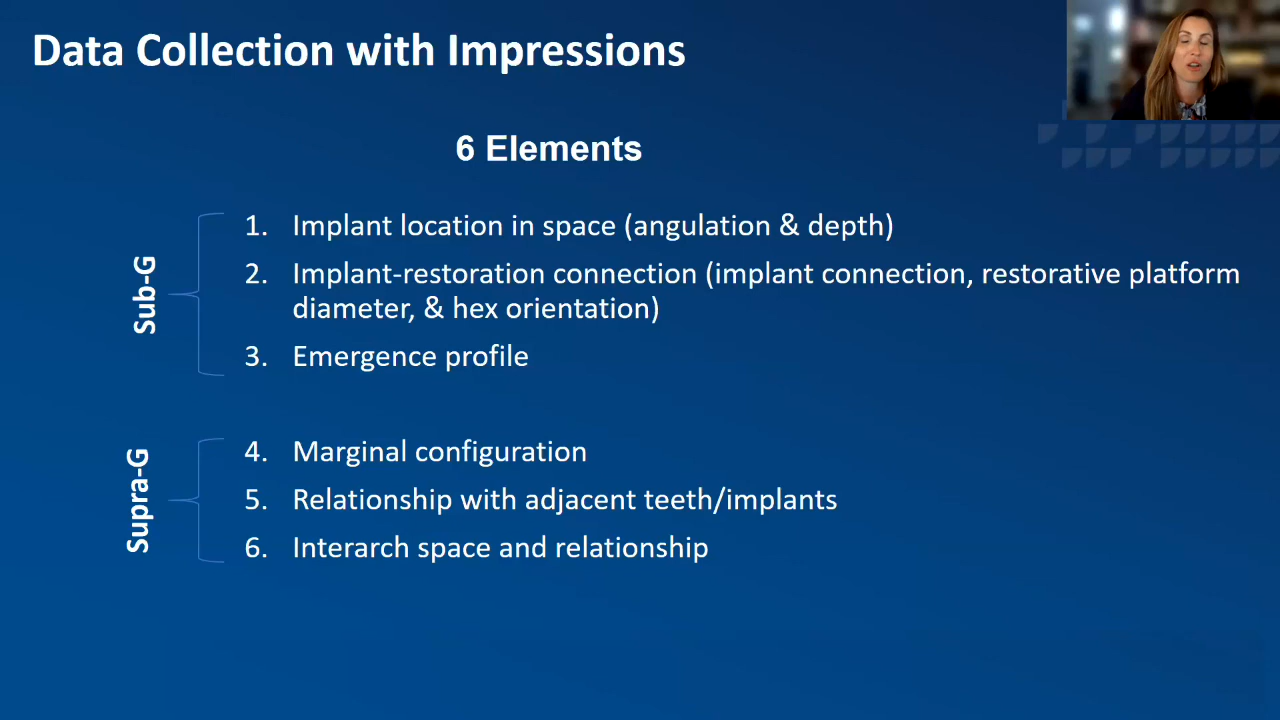 Data Collection with Impressions
6 Elements
Sub-G
1. Implant location in space (angulation & depth)
2. Implant-restoration connection (implant connection, restorative platform
diameter, & hex orientation)
3. Emergence profile
Supra-G
4. Marginal configuration
5. Relationship with adjacent teeth/implants
6. Interarch space and relationship